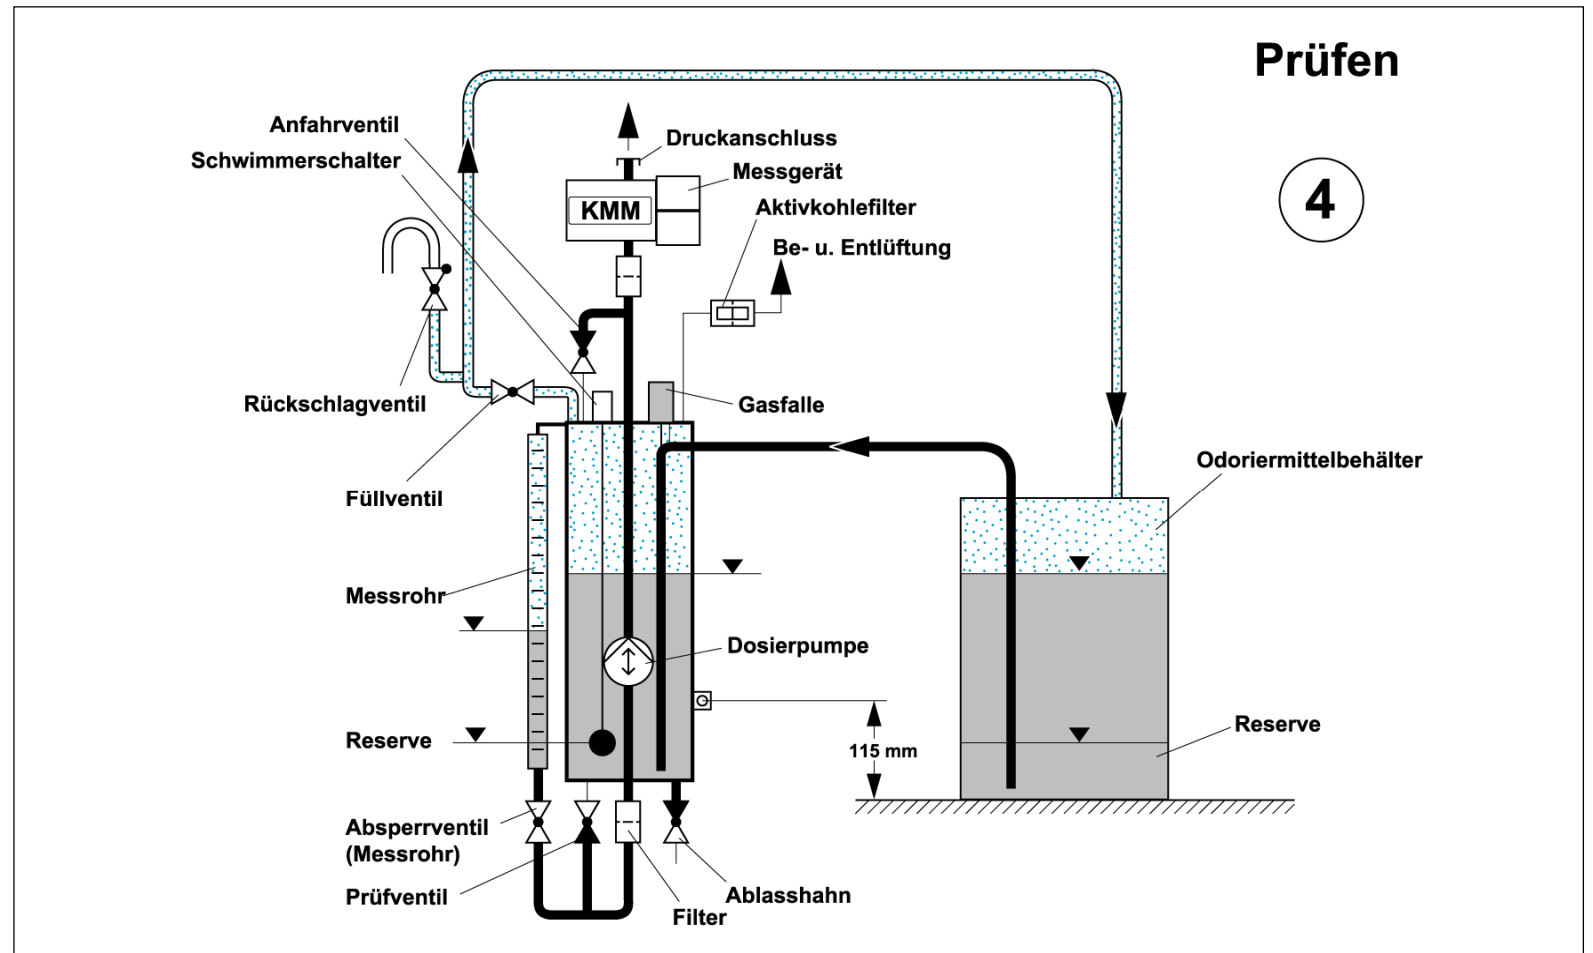 Prüfen
4
Anfahrventil
Schwimmerschalter
Druckanschluss
Messgerät
KMM
Aktivkohlefilter
Be- u. Entlüftung
Rückschlagventil
Gasfalle
Füllventil
Odoriermittelbehälter
Messrohr
Dosierpumpe
Reserve
115 mm
Reserve
Absperrventil
(Messrohr)
Prüfventil
Ablasshahn
Filter